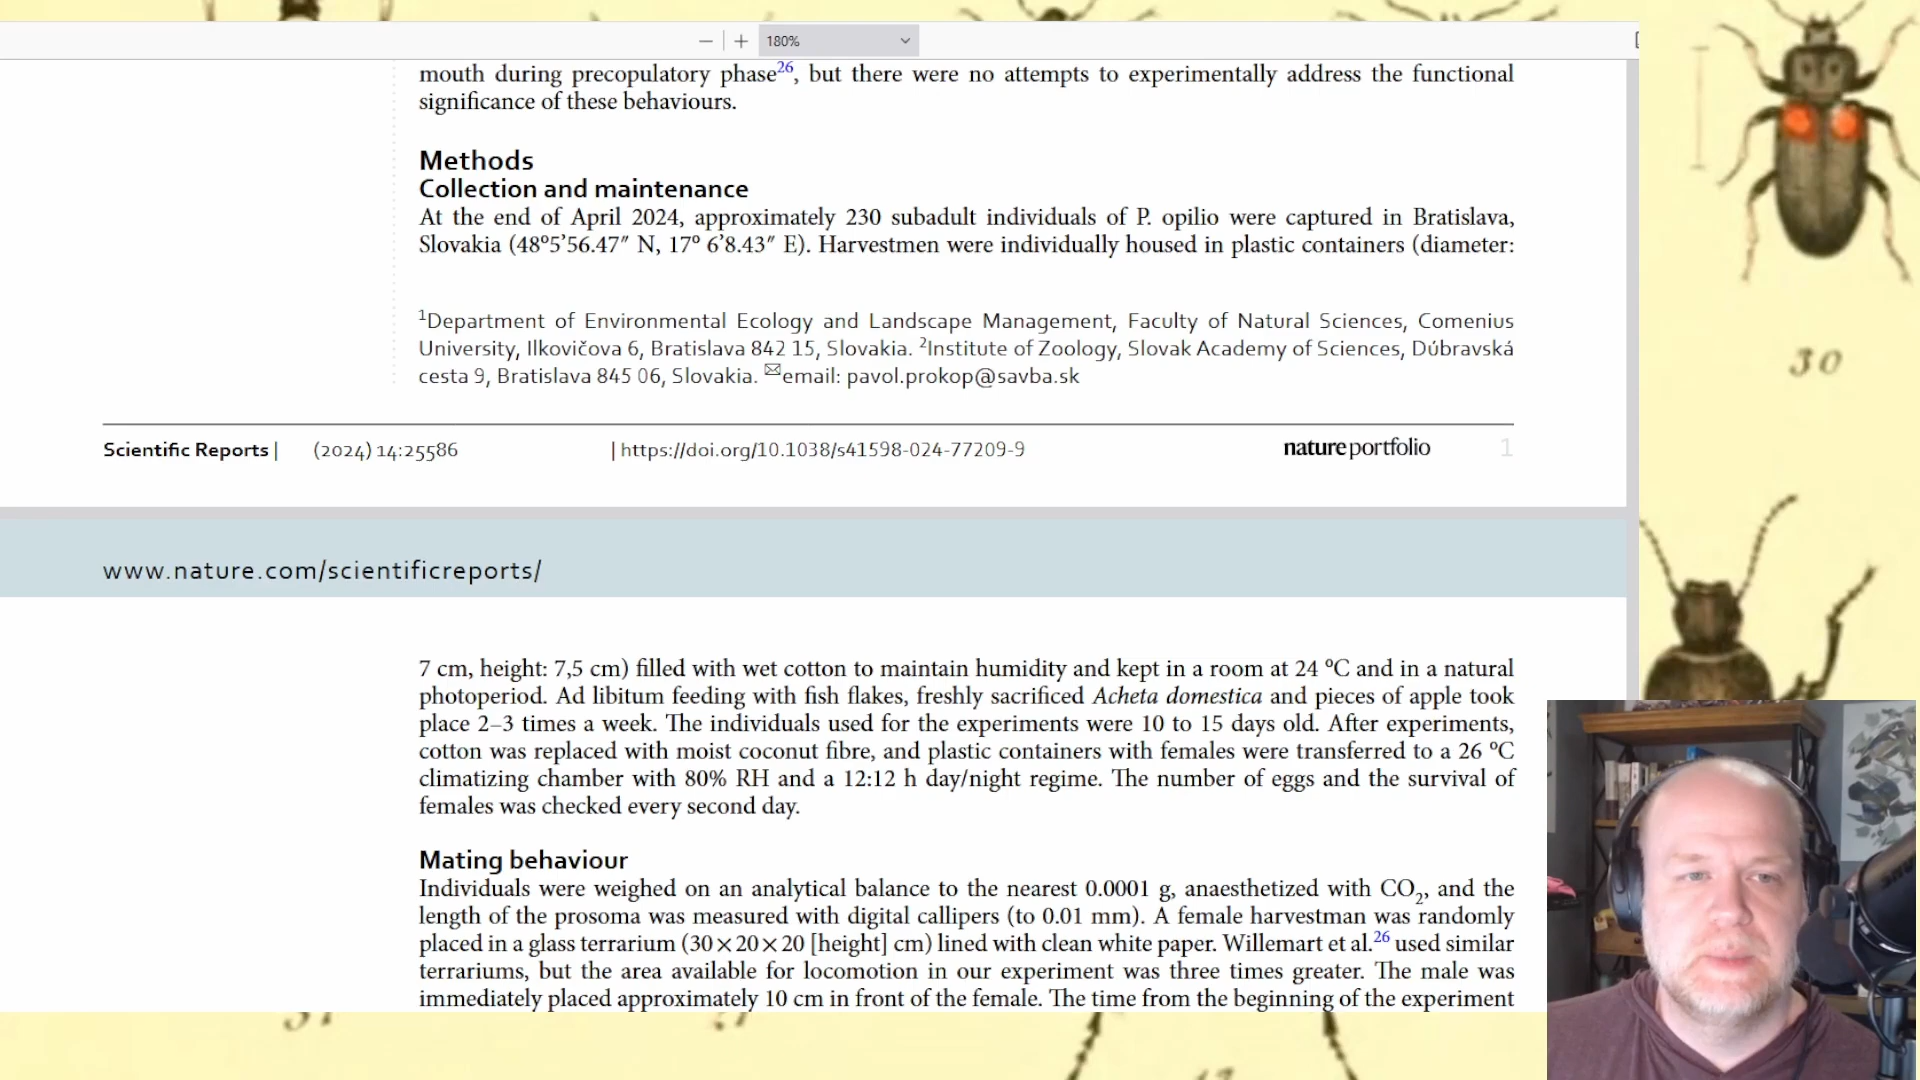 180%
mouth during precopulatory phase26, but there were no attempts to experimentally address the functional
significance of these behaviours.
Methods
Collection and maintenance
At the end of April 2024, approximately 230 subadult individuals of P. opilio were captured in Bratislava,
Slovakia (48º5’56.47″ N, 17º 6’8.43″ E). Harvestmen were individually housed in plastic containers (diameter:
1Department of Environmental Ecology and Landscape Management, Faculty of Natural Sciences, Comenius
University, Ilkovičova 6, Bratislava 842 15, Slovakia. 2Institute of Zoology, Slovak Academy of Sciences, Dúbravská
cesta 9, Bratislava 845 06, Slovakia. email: pavol.prokop@savba.sk
Scientific Reports | (2024) 14:25586 | https://doi.org/10.1038/s41598-024-77209-9 natureportfolio 1
www.nature.com/scientificreports/
7 cm, height: 7,5 cm) filled with wet cotton to maintain humidity and kept in a room at 24 ºC and in a natural
photoperiod. Ad libitum feeding with fish flakes, freshly sacrificed Acheta domestica and pieces of apple took
place 2–3 times a week. The individuals used for the experiments were 10 to 15 days old. After experiments,
cotton was replaced with moist coconut fibre, and plastic containers with females were transferred to a 26 ºC
climatizing chamber with 80% RH and a 12:12 h day/night regime. The number of eggs and the survival of
females was checked every second day.
Mating behaviour
Individuals were weighed on an analytical balance to the nearest 0.0001 g, anaesthetized with CO2, and the
length of the prosoma was measured with digital callipers (to 0.01 mm). A female harvestman was randomly
placed in a glass terrarium (30 × 20 × 20 [height] cm) lined with clean white paper. Willemart et al.26 used similar
terrariums, but the area available for locomotion in our experiment was three times greater. The male was
immediately placed approximately 10 cm in front of the female. The time from the beginning of the experiment
30